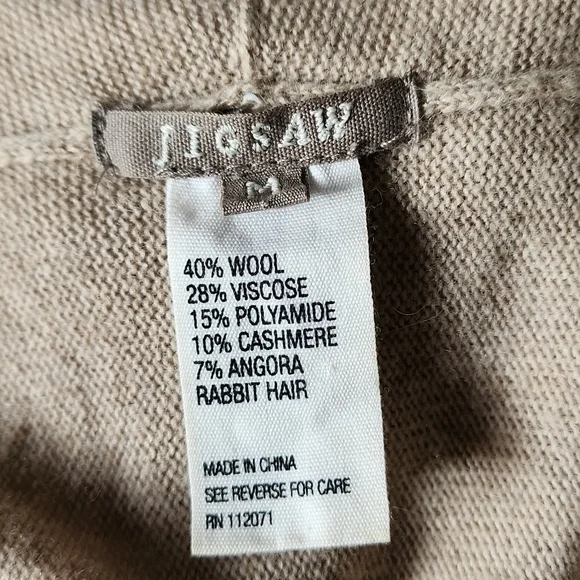 JIGSAW
M
40% WOOL
28% VISCOSE
15% POLYAMIDE
10% CASHMERE
7% ANGORA
RABBIT HAIR
MADE IN CHINA
SEE REVERSE FOR CARE
RN 112071